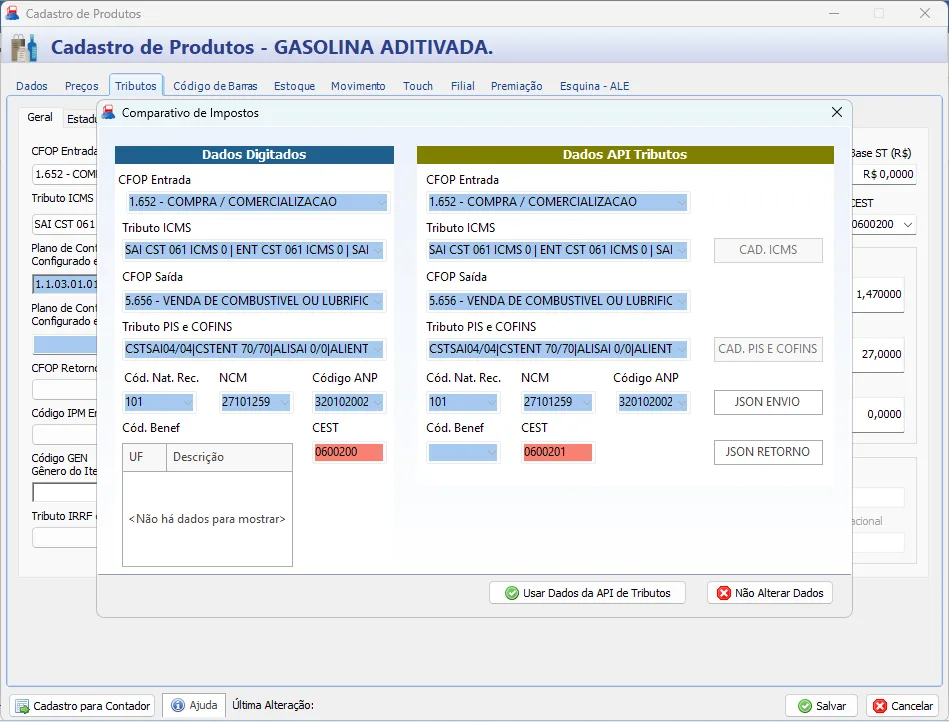 Cadastro de Produtos
Cadastro de Produtos - GASOLINA ADITIVADA.
Dados Preços Tributos Código de Barras Estoque Movimento Touch Filial Premiação Esquina - ALE
Geral Estadu
Comparativo de Impostos
CFOP Entrada
1.652 - COM
Tributo ICMS
SAI CST 061
Plano de Cont
Configurado e
1.1.03.01.01
Plano de Cont
Configurado e
CFOP Retorno
Código IPM En
Código GEN
Gênero do Ite
Tributo IRRF
Dados Digitados
CFOP Entrada
1.652 - COMPRA / COMERCIALIZACAO
Tributo ICMS
SAI CST 061 ICMS 0 | ENT CST 061 ICMS 0 | SAI
CFOP Saída
5.656 - VENDA DE COMBUSTIVEL OU LUBRIFIC
Tributo PIS e COFINS
CSTSAI04/04|CSTENT 70/70|ALISAI 0/0|ALIENT
Cód. Nat. Rec. NCM Código ANP
101 27101259 320102002
Cód. Benef CEST
0600200
UF Descrição
<Não há dados para mostrar>
Dados API Tributos
CFOP Entrada
1.652 - COMPRA / COMERCIALIZACAO
Tributo ICMS
SAI CST 061 ICMS 0 | ENT CST 061 ICMS 0 | SAI
CAD. ICMS
CFOP Saída
5.656 - VENDA DE COMBUSTIVEL OU LUBRIFIC
Tributo PIS e COFINS
CSTSAI04/04|CSTENT 70/70|ALISAI 0/0|ALIENT
CAD. PIS E COFINS
Cód. Nat. Rec. NCM Código ANP
101 27101259 320102002
JSON ENVIO
Cód. Benef CEST
0600201
JSON RETORNO
Base ST (R$)
R$ 0,0000
CEST
0600200
1,470000
27,0000
0,0000
acional
Usar Dados da API de Tributos Não Alterar Dados
Cadastro para Contador Ajuda Última Alteração: Salvar Cancelar